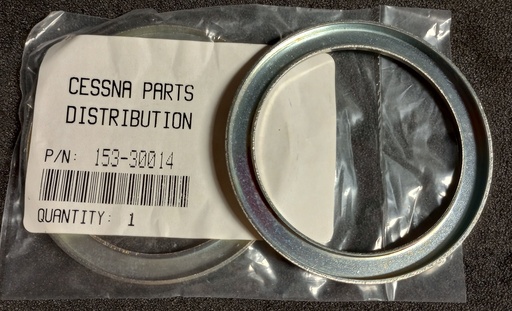 CESSNA PARTS
DISTRIBUTION
P/N: 153-30014
QUANTITY: 1